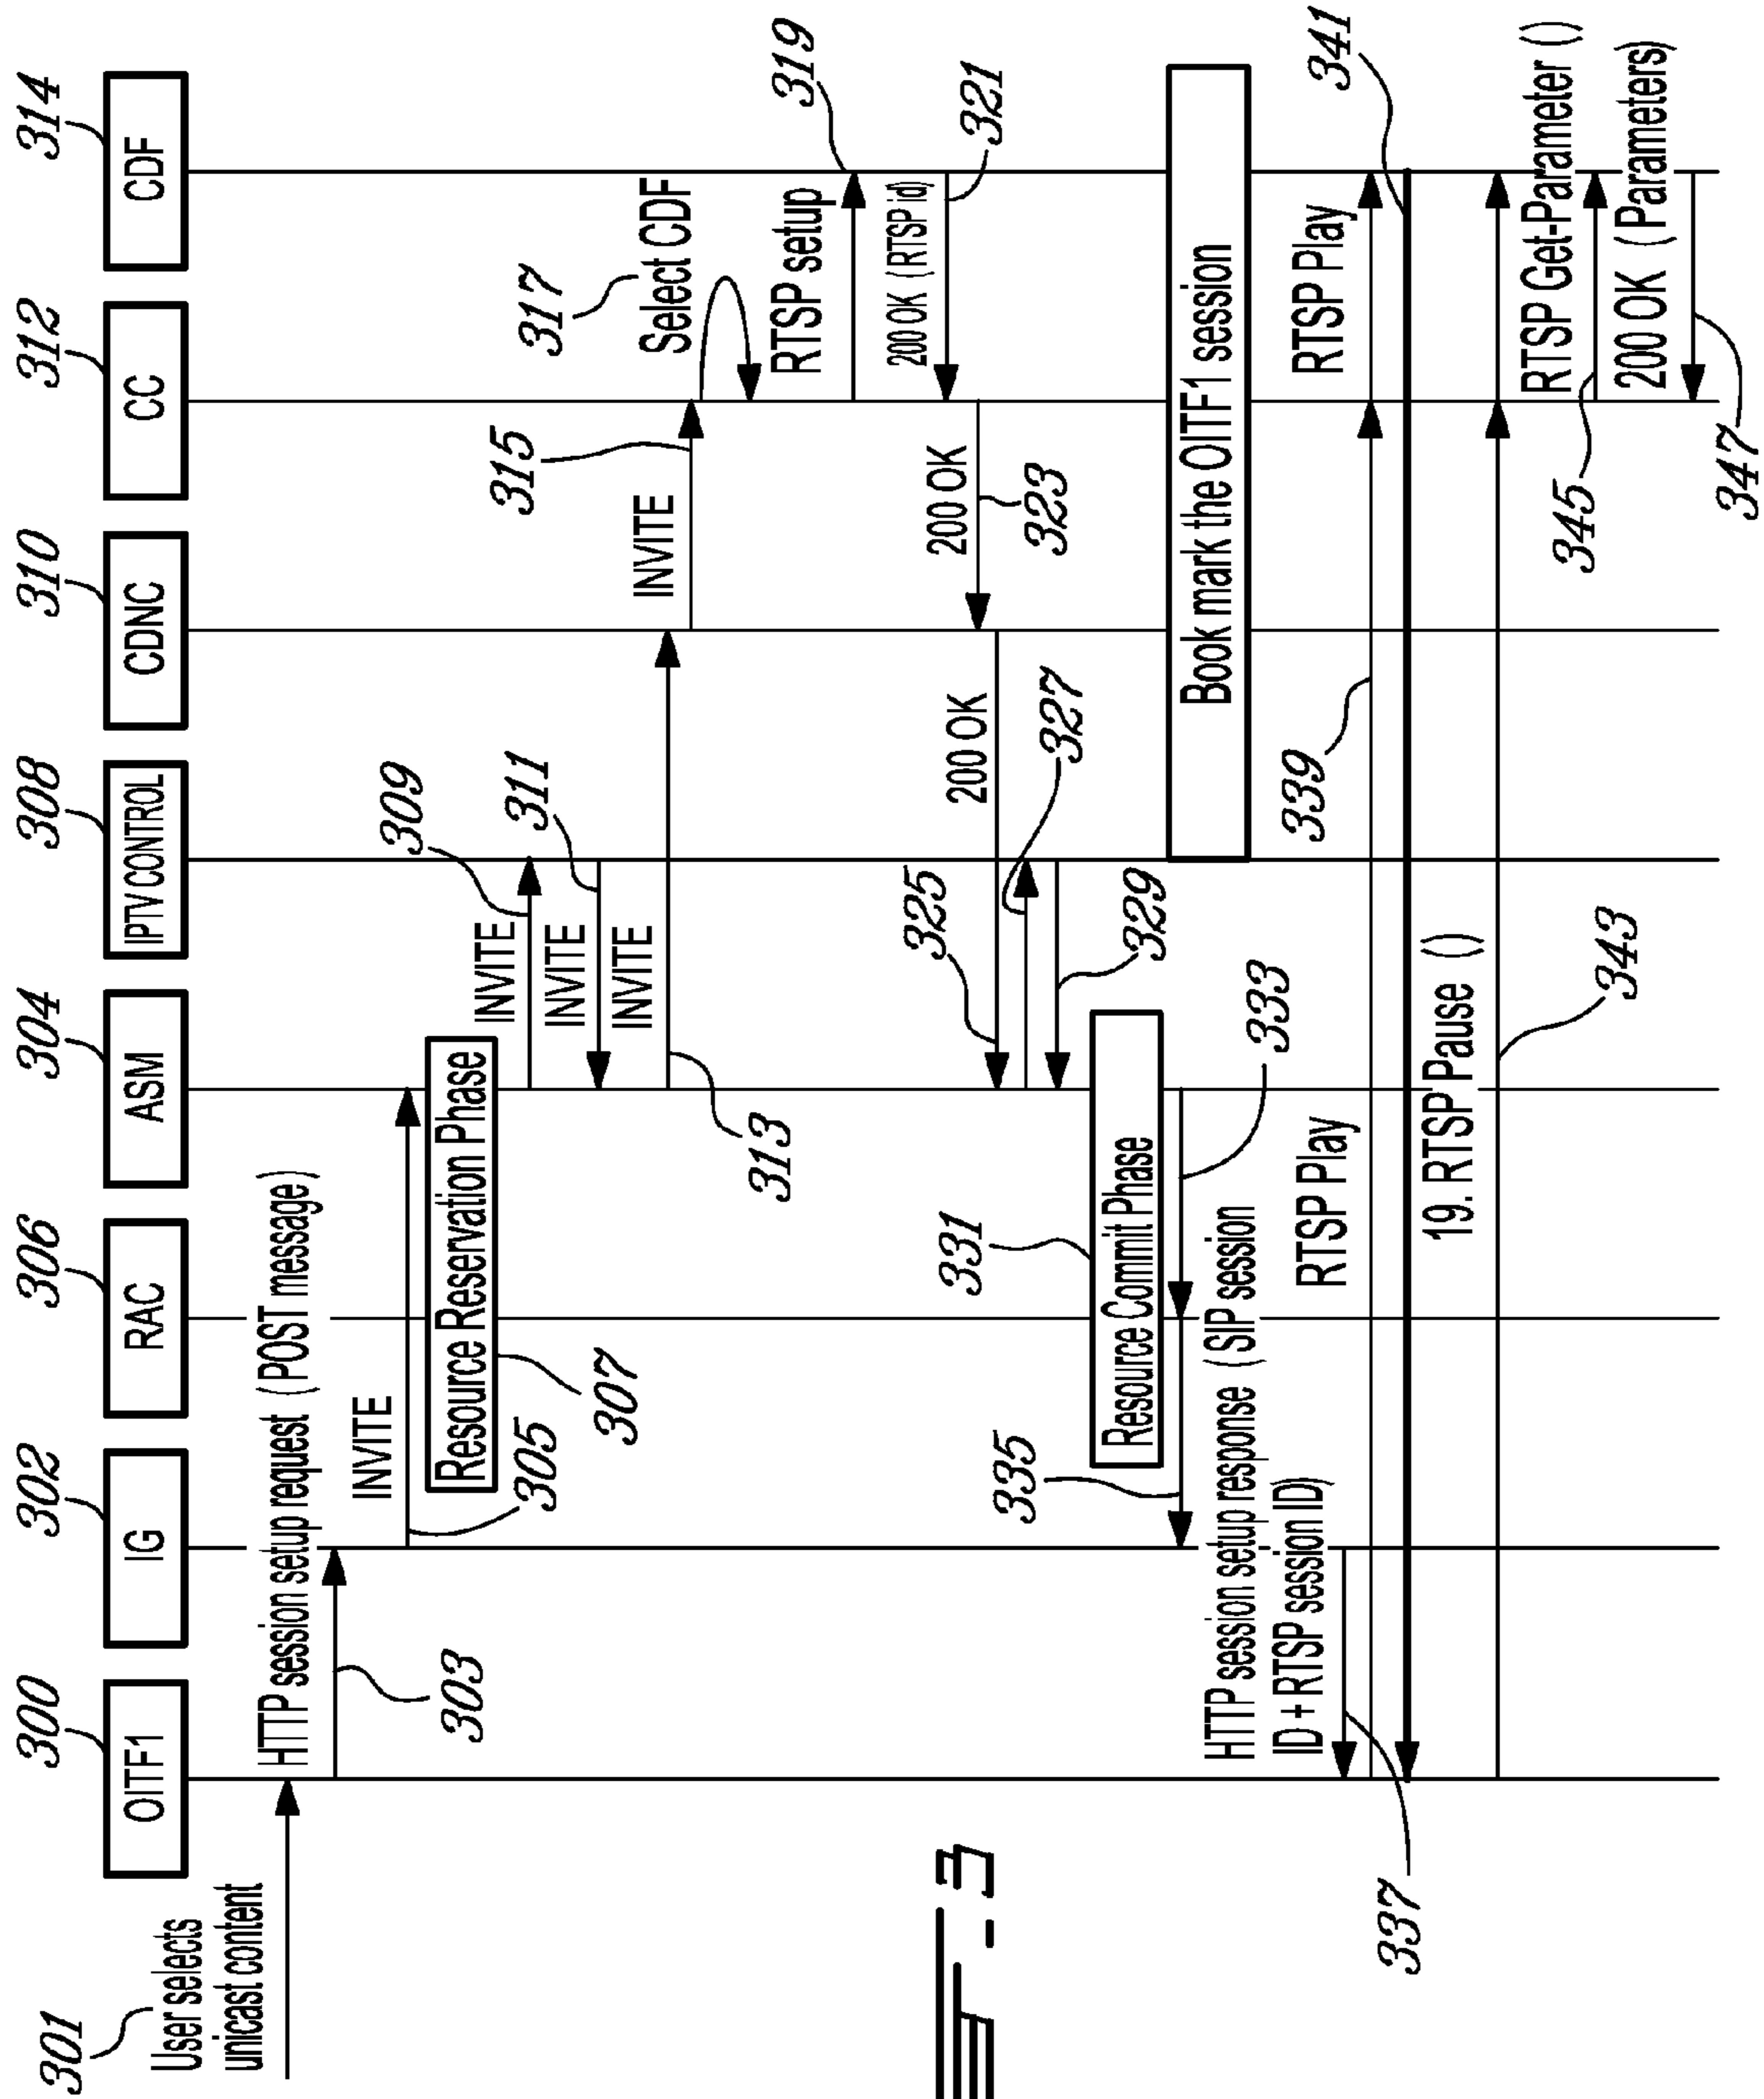 300
302
306
304
308
310
312
314
OITF1
IG
RAC
ASM
IPTV CONTROL
CDNC
CC
CDF
301
User selects
unicast content
HTTP session setup request (POST message)
303
INVITE
305
Resource Reservation Phase
307
INVITE
309
INVITE
311
INVITE
313
INVITE
315
317
Select CDF
RTSP setup
319
200 OK (RTSP id)
321
200 OK
323
200 OK
325
327
329
331
Resource Commit Phase
333
335
Book mark the OITF1 session
HTTP session setup response (SIP session
ID + RTSP session ID)
337
RTSP Play
339
RTSP Play
341
19. RTSP Pause ()
343
RTSP Get-Parameter ()
345
200 OK (Parameters)
347